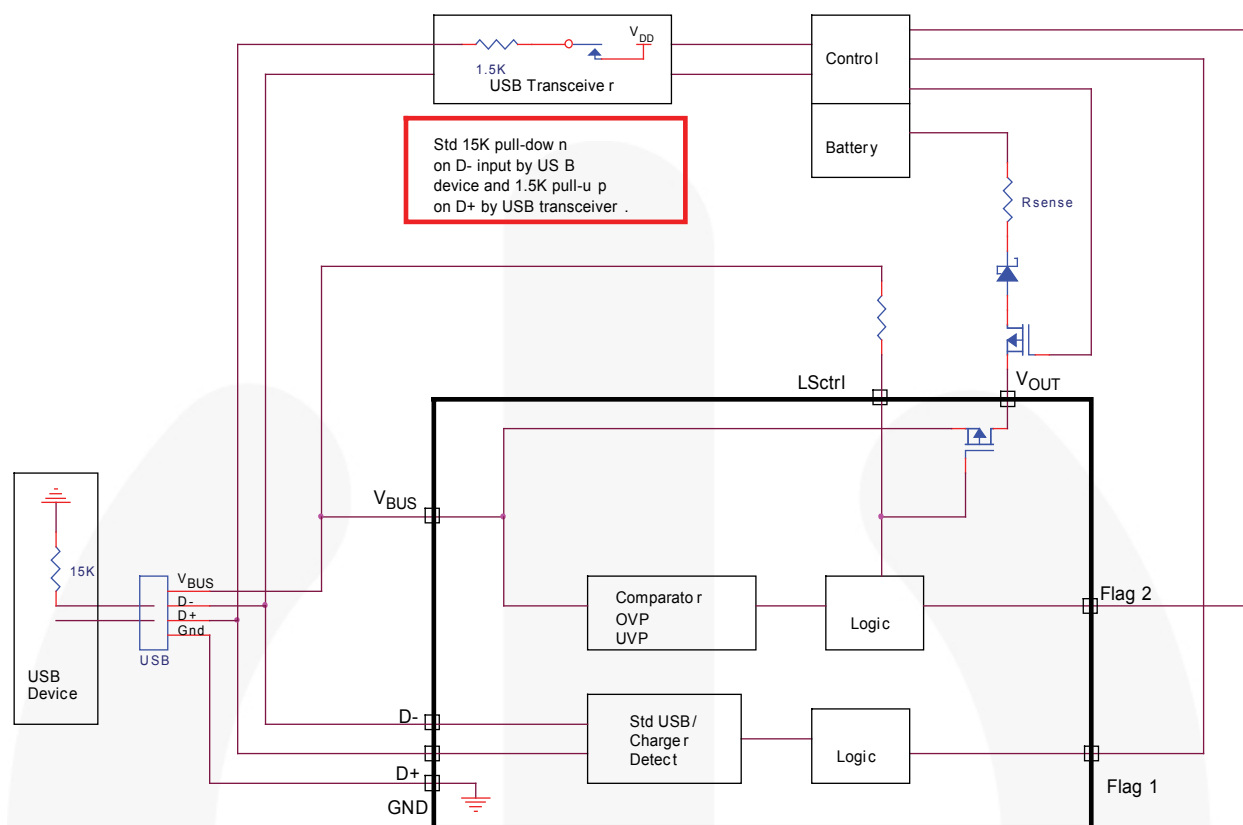 VDD
1.5K
USB Transceive r
Contro l
Battery
Std 15K pull-dow n
on D- input by US B
device and 1.5K pull-u p
on D+ by USB transceiver .
Rsense
LSctrl
VOUT
VBUS
15K
VBUS
D-
D+
Gnd
USB
USB
Device
Comparato r
OVP
UVP
Logic
Flag 2
D-
Std USB /
Charge r
Detec t
Logic
D+
GND
Flag 1